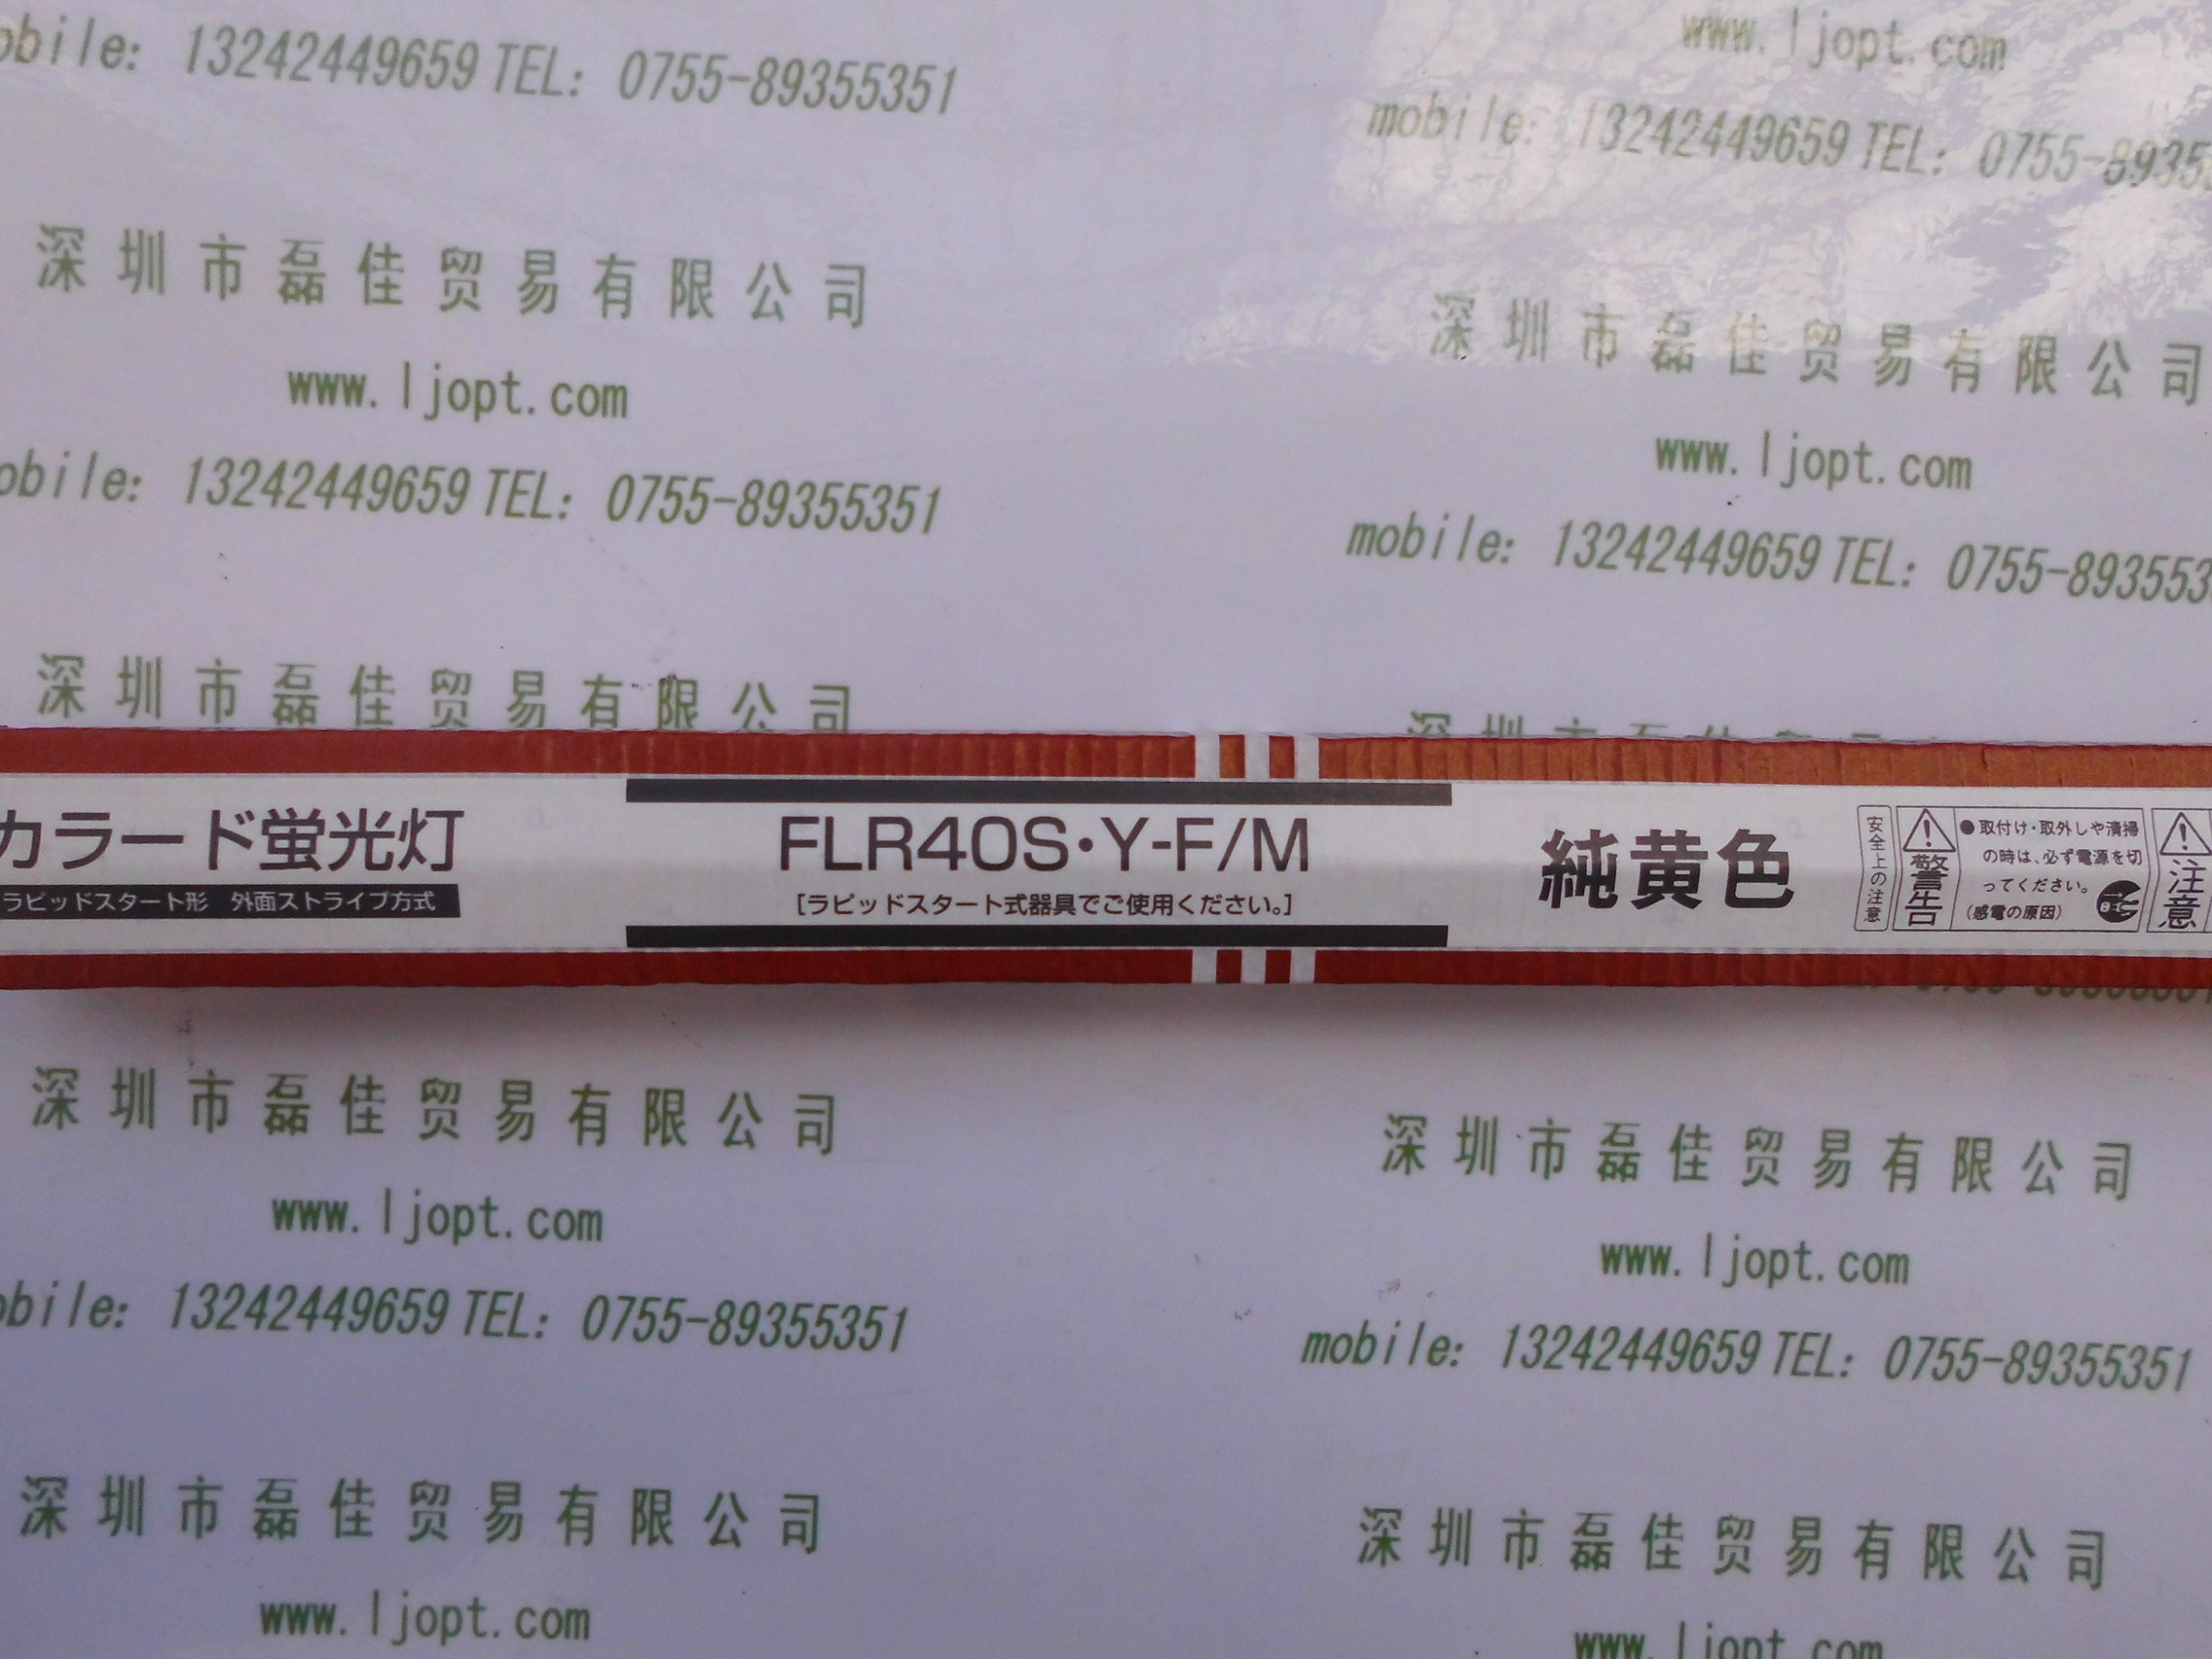 www.ljopt.com
obile: 13242449659 TEL: 0755-89355351
mobile: 13242449659 TEL: 0755-8935
深圳市磊佳贸易有限公司
深圳市磊佳贸易有限公司
www.ljopt.com
www.ljopt.com
obile: 13242449659 TEL: 0755-89355351
mobile: 13242449659 TEL: 0755-893553
深圳市磊佳贸易有限公司
カラード蛍光灯
ラピッドスタート形 外面ストライプ方式
FLR40S・Y-F/M
[ラピッドスタート式器具でご使用ください。]
純黄色
安全上の注意
警告
●取付け・取外しや清掃
の時は、必ず電源を切
ってください。
(感電の原因)
注意
深圳市磊佳贸易有限公司
深圳市磊佳贸易有限公司
www.ljopt.com
www.ljopt.com
obile: 13242449659 TEL: 0755-89355351
mobile: 13242449659 TEL: 0755-89355351
深圳市磊佳贸易有限公司
深圳市磊佳贸易有限公司
www.ljopt.com
www.ljopt.com